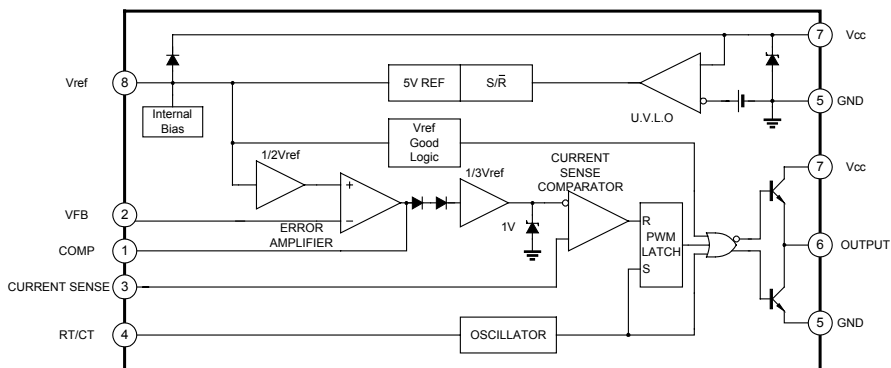 7
Vcc
Vref
8
5V REF
S/R̅
Internal
Bias
U.V.L.O
5
GND
Vref
Good
Logic
1/2Vref
1/3Vref
CURRENT
SENSE
COMPARATOR
7
Vcc
+
VFB
2
−
ERROR
AMPLIFIER
1V
R
PWM
LATCH
S
6
OUTPUT
COMP
1
CURRENT SENSE
3
RT/CT
4
OSCILLATOR
5
GND